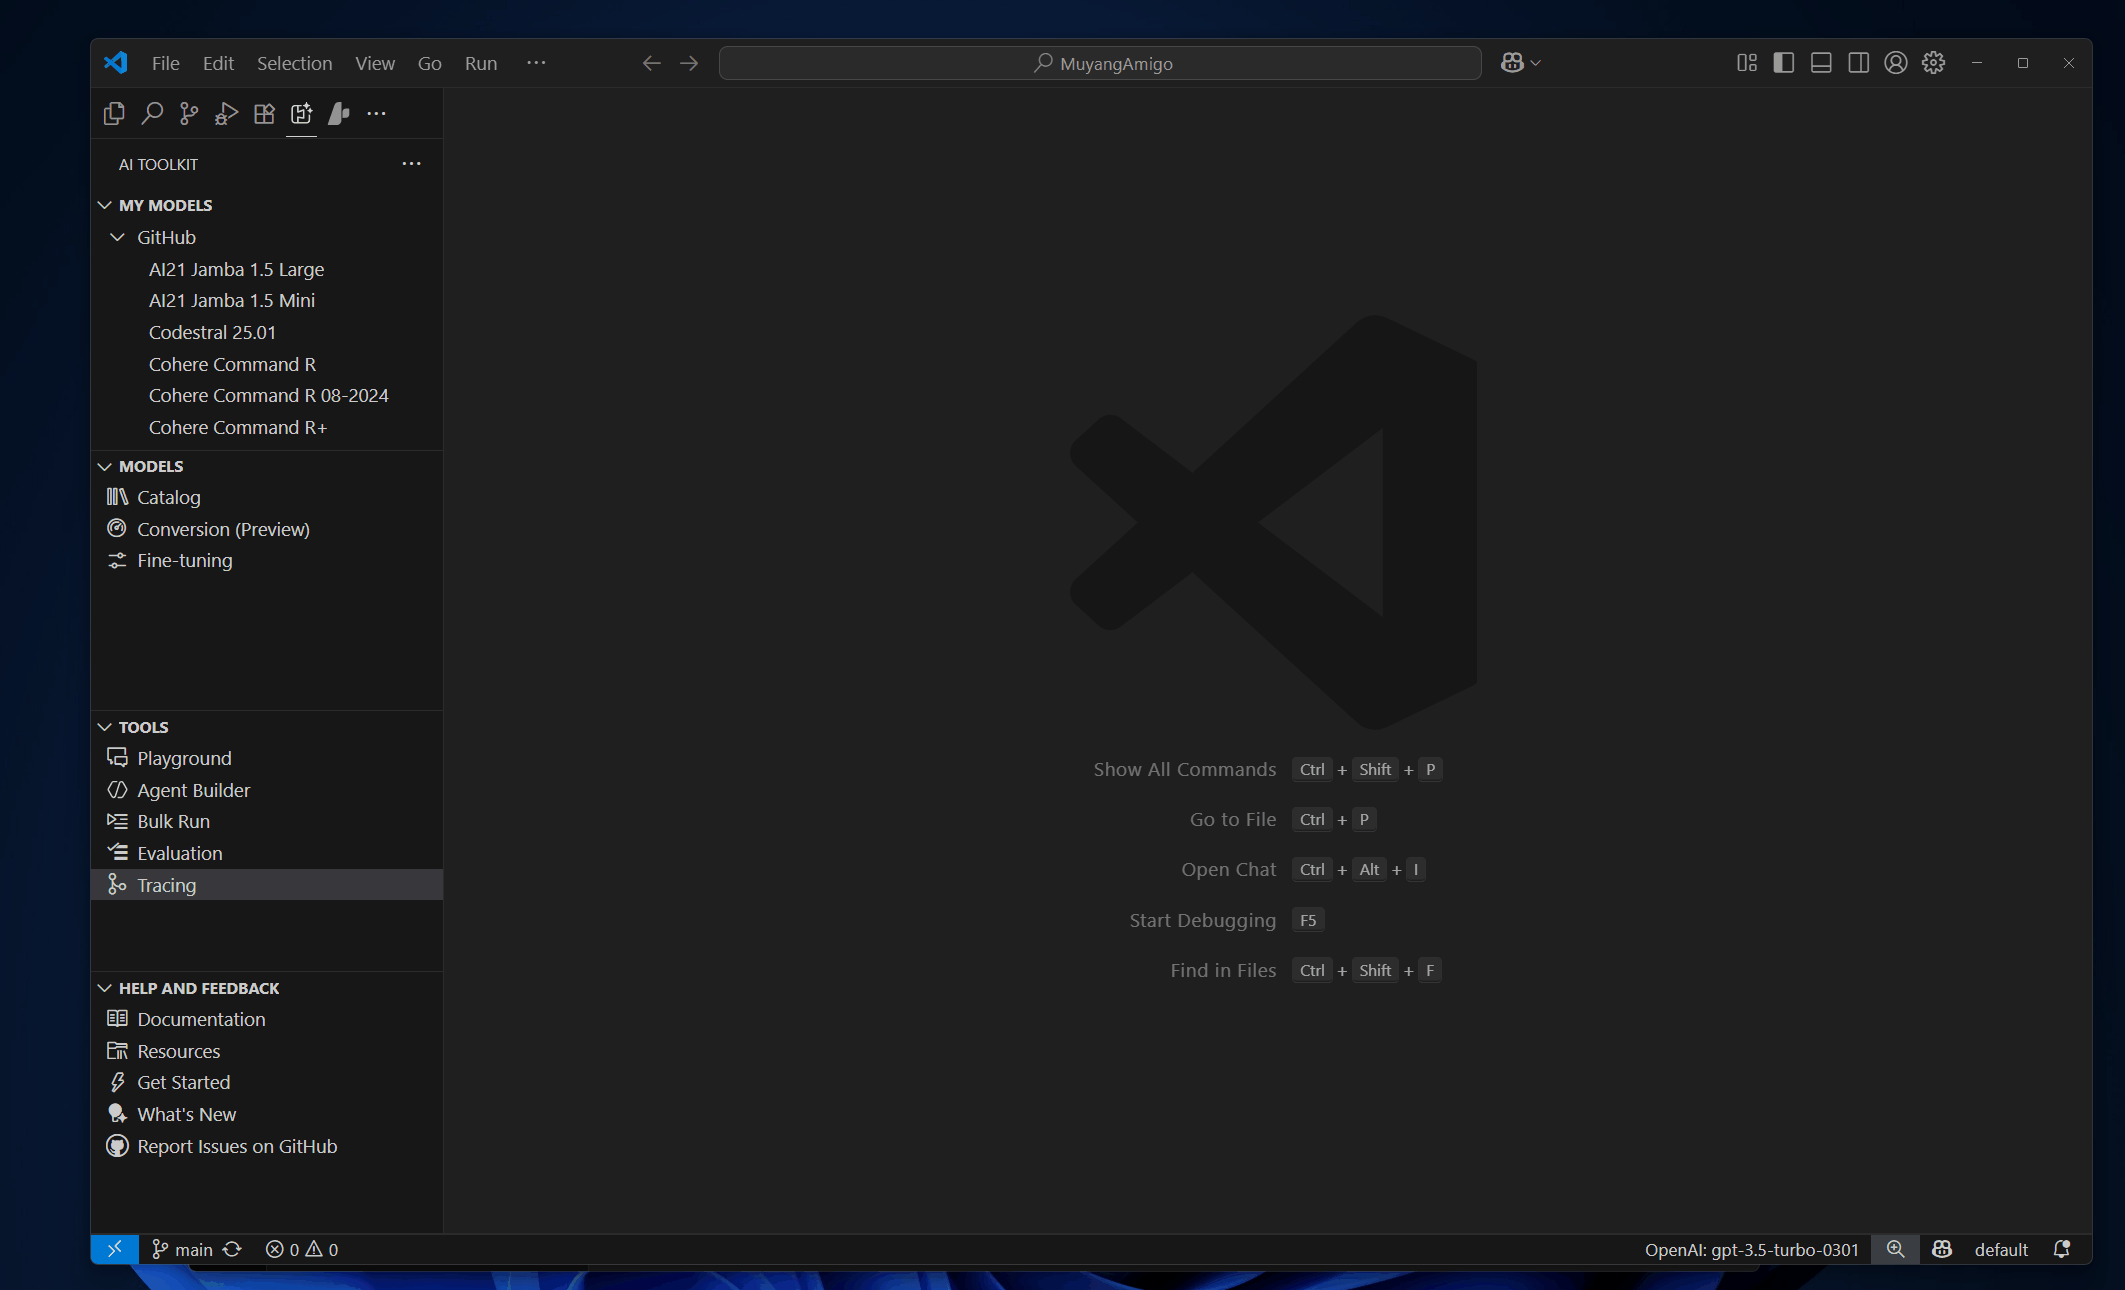 File Edit Selection View Go Run ··· MuyangAmigo
AI TOOLKIT
MY MODELS
GitHub
AI21 Jamba 1.5 Large
AI21 Jamba 1.5 Mini
Codestral 25.01
Cohere Command R
Cohere Command R 08-2024
Cohere Command R+
MODELS
Catalog
Conversion (Preview)
Fine-tuning
TOOLS
Playground
Agent Builder
Bulk Run
Evaluation
Tracing
HELP AND FEEDBACK
Documentation
Resources
Get Started
What's New
Report Issues on GitHub
Show All Commands Ctrl + Shift + P
Go to File Ctrl + P
Open Chat Ctrl + Alt + I
Start Debugging F5
Find in Files Ctrl + Shift + F
main 0 0 OpenAI: gpt-3.5-turbo-0301 default